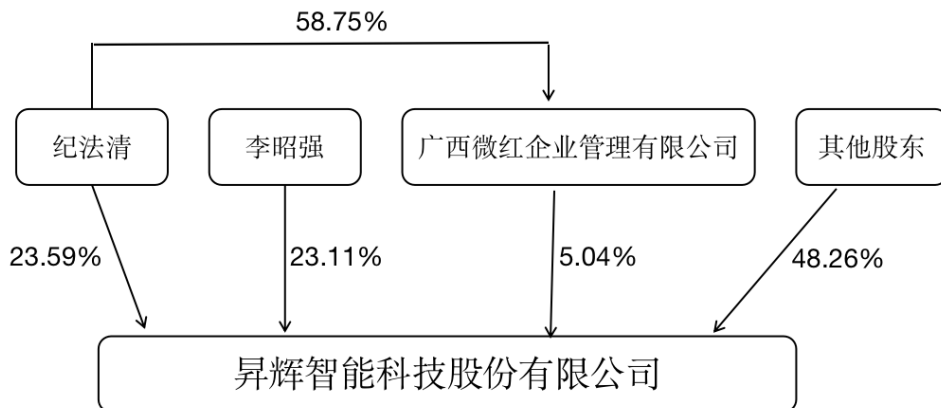 58.75%
纪法清
李昭强
广西微红企业管理有限公司
其他股东
23.59%
23.11%
5.04%
48.26%
昇辉智能科技股份有限公司